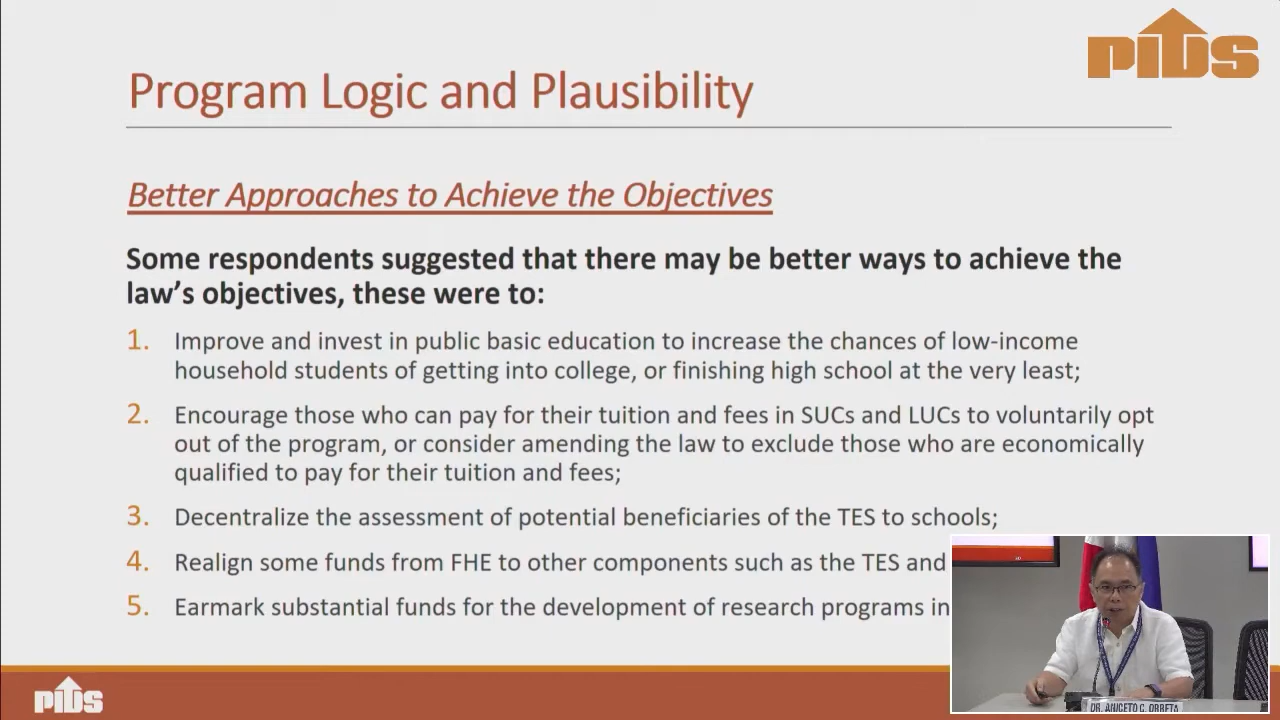 PIDS
Program Logic and Plausibility
Better Approaches to Achieve the Objectives
Some respondents suggested that there may be better ways to achieve the
law's objectives, these were to:
1. Improve and invest in public basic education to increase the chances of low-income
household students of getting into college, or finishing high school at the very least;
2. Encourage those who can pay for their tuition and fees in SUCs and LUCs to voluntarily opt
out of the program, or consider amending the law to exclude those who are economically
qualified to pay for their tuition and fees;
3. Decentralize the assessment of potential beneficiaries of the TES to schools;
4. Realign some funds from FHE to other components such as the TES and
5. Earmark substantial funds for the development of research programs in
PIDS
DR. ANICETO C. ORBETA